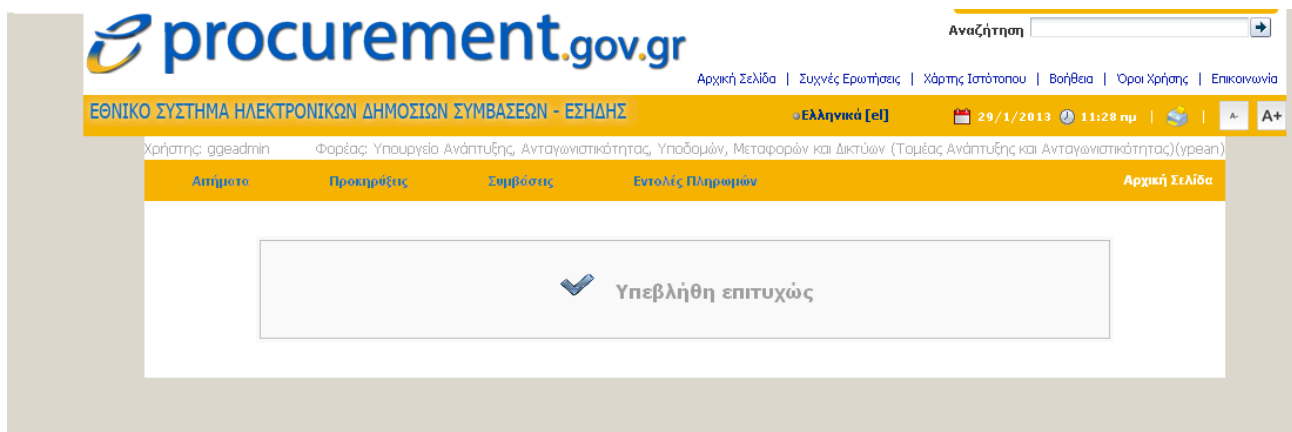 procurement.gov.gr
Αναζήτηση
Αρχική Σελίδα | Συχνές Ερωτήσεις | Χάρτης Ιστότοπου | Βοήθεια | Όροι Χρήσης | Επικοινωνία
ΕΘΝΙΚΟ ΣΥΣΤΗΜΑ ΗΛΕΚΤΡΟΝΙΚΩΝ ΔΗΜΟΣΙΩΝ ΣΥΜΒΑΣΕΩΝ - ΕΣΗΔΗΣ Ελληνικά [el] 29/1/2013 11:28 πμ | | A- A+
Χρήστης: ggeadmin Φορέας: Υπουργείο Ανάπτυξης, Ανταγωνιστικότητας, Υποδομών, Μεταφορών και Δικτύων (Τομέας Ανάπτυξης και Ανταγωνιστικότητας)(ypean)
Αιτήματα Προκηρύξεις Συμβάσεις Εντολές Πληρωμών Αρχική Σελίδα
Υπεβλήθη επιτυχώς